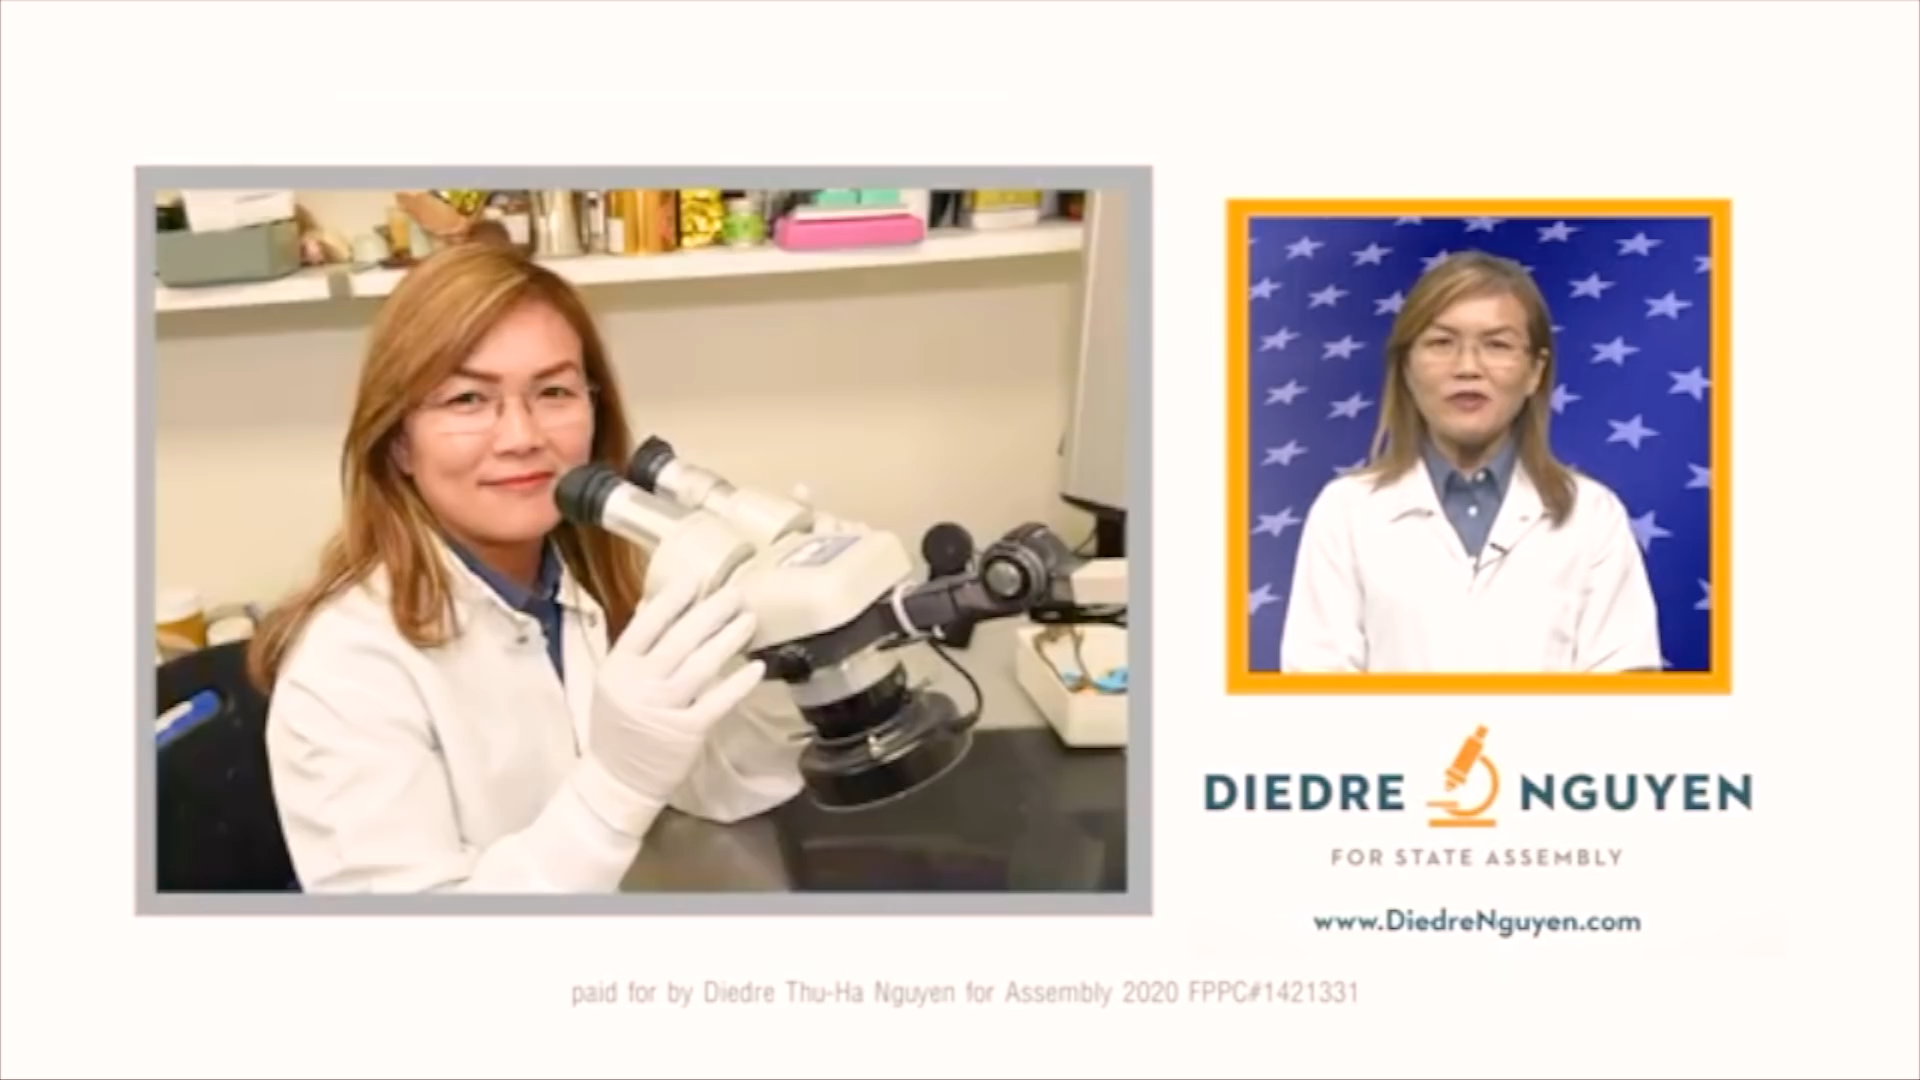 DIEDRE NGUYEN
FOR STATE ASSEMBLY
www.DiedreNguyen.com
paid for by Diedre Thu-Ha Nguyen for Assembly 2020 FPPC#1421331